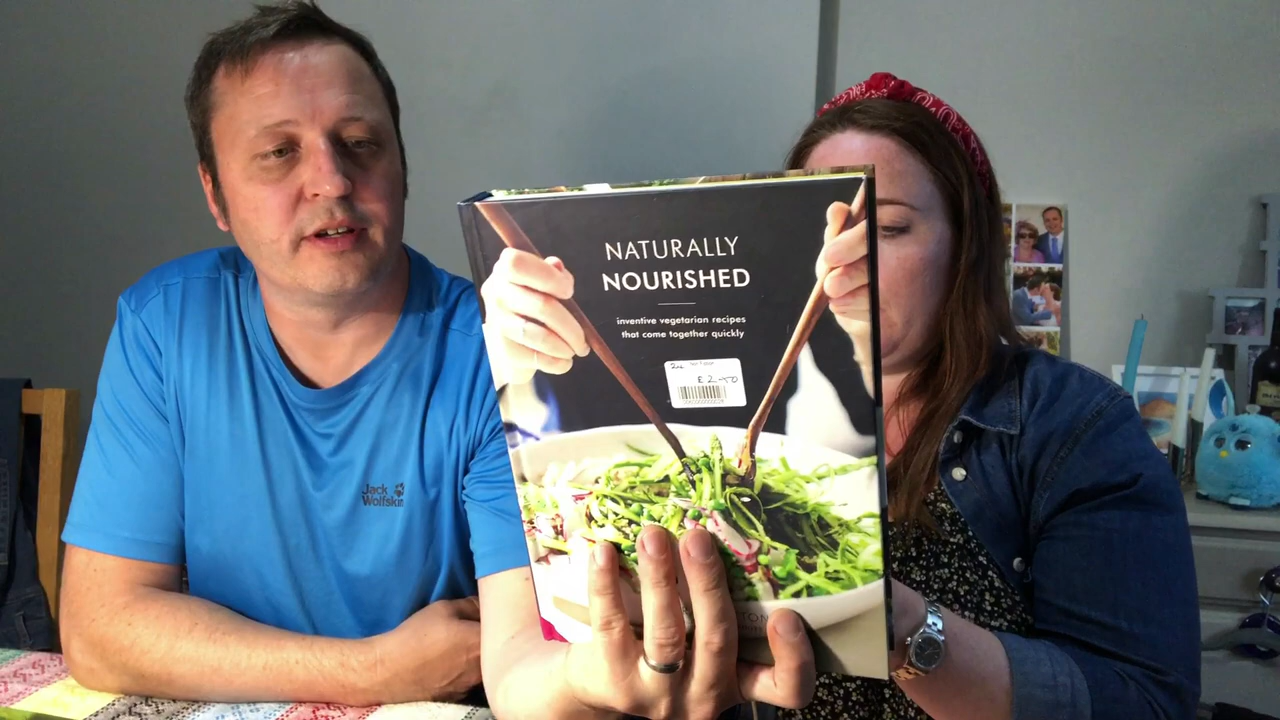 NATURALLY
NOURISHED
inventive vegetarian recipes
that come together quickly
£2-50
Jack
Wolfskin